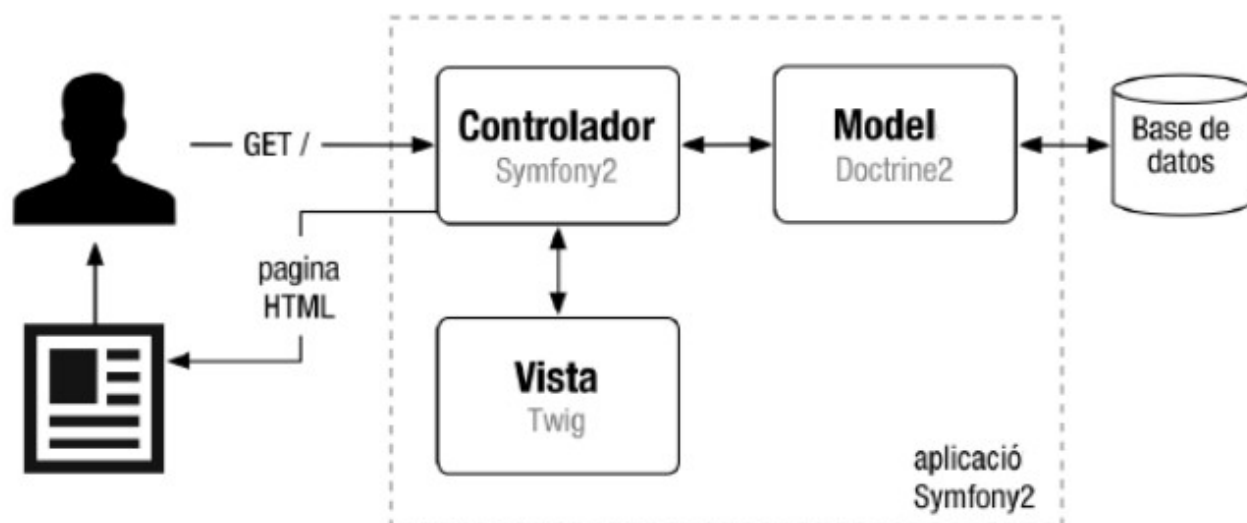 GET /
Controlador
Symfony2
Model
Doctrine2
Base de
datos
pagina
HTML
Vista
Twig
aplicació
Symfony2